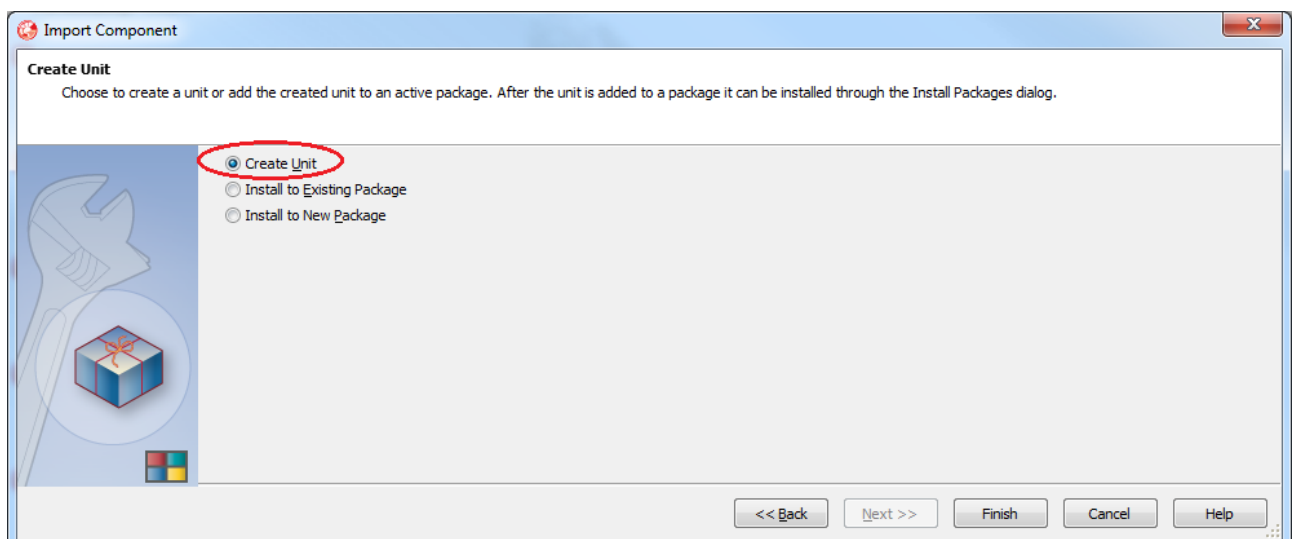 Import Component
Create Unit
Choose to create a unit or add the created unit to an active package. After the unit is added to a package it can be installed through the Install Packages dialog.
Create Unit
Install to Existing Package
Install to New Package
<< Back Next >> Finish Cancel Help